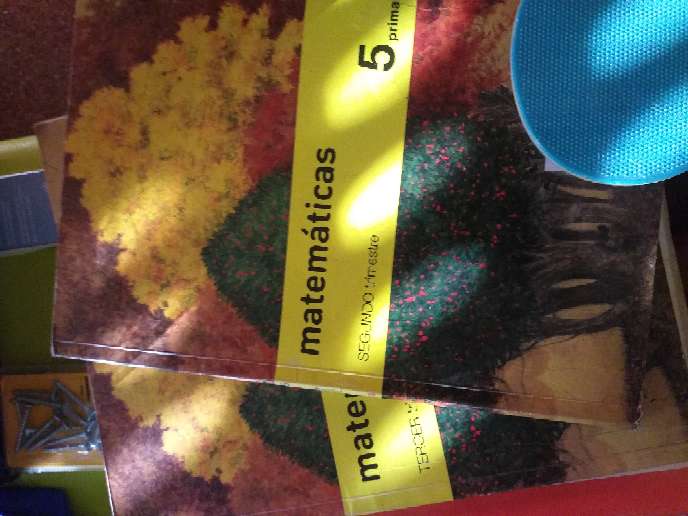 matemáticas
SEGUNDO trimestre
5
prima
mate
TERCER